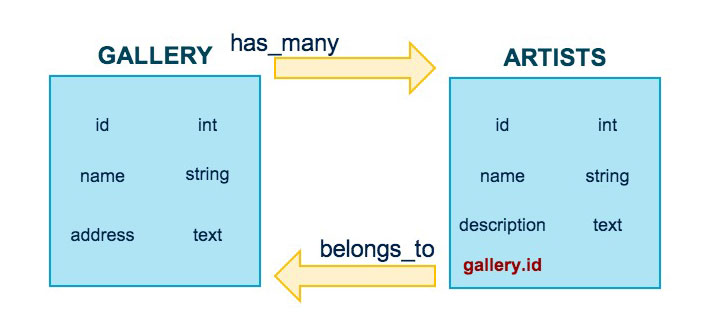 has_many
GALLERY
ARTISTS
id int
name string
address text
id int
name string
description text
gallery.id
belongs_to